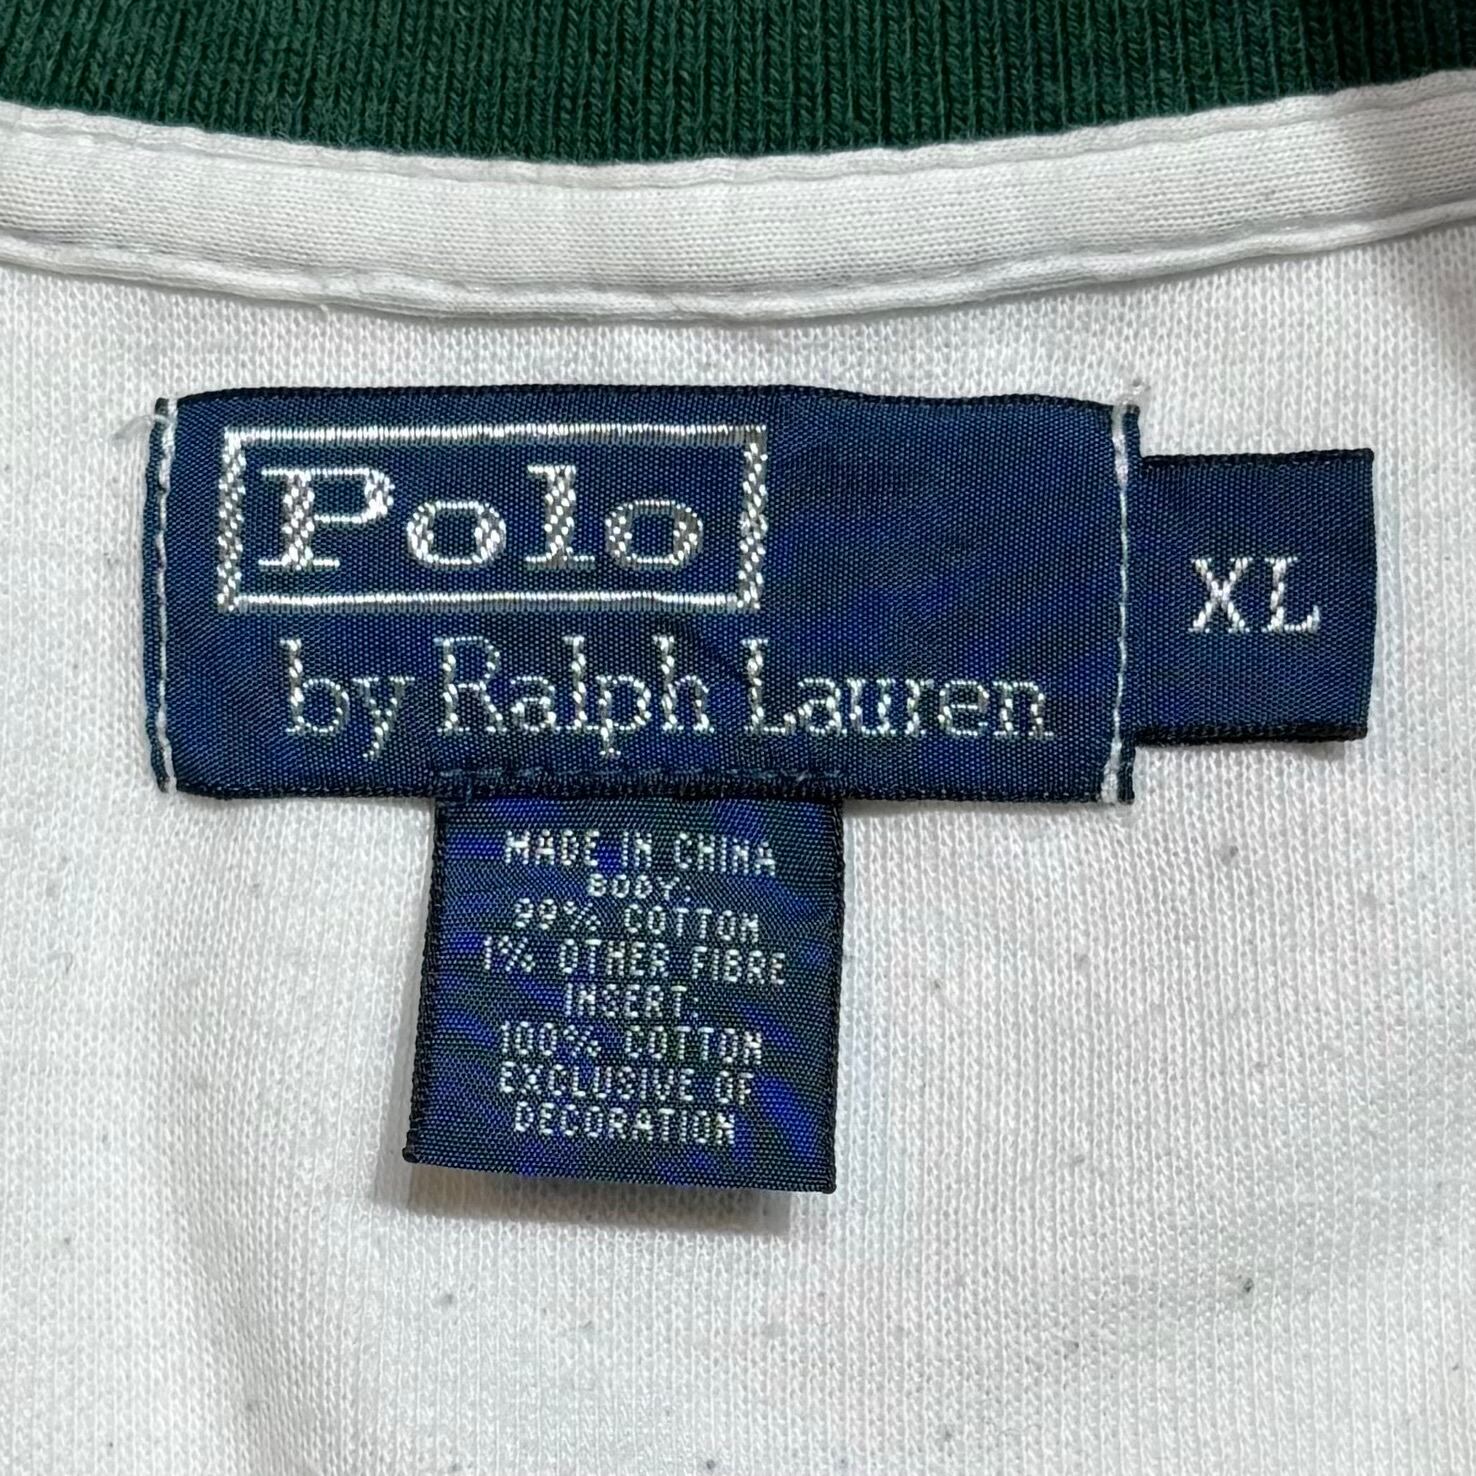 Polo
by Ralph Lauren
XL
MADE IN CHINA
BODY:
99% COTTON
1% OTHER FIBRE
INSERT:
100% COTTON
EXCLUSIVE OF
DECORATION